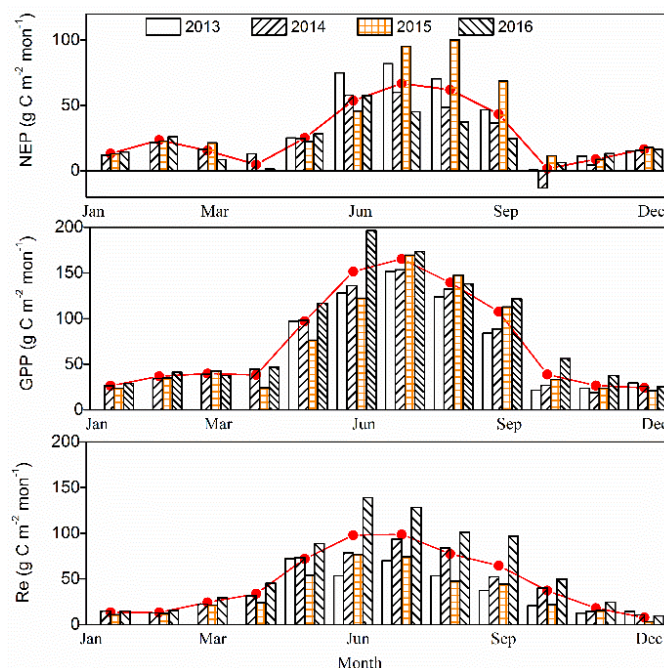 2013 2014 2015 2016
NEP (g C m⁻² mon⁻¹)
100
50
0
Jan Mar Jun Sep Dec
GPP (g C m⁻² mon⁻¹)
200
150
100
50
0
Jan Mar Jun Sep Dec
Re (g C m⁻² mon⁻¹)
200
150
100
50
0
Jan Mar Jun Sep Dec
Month